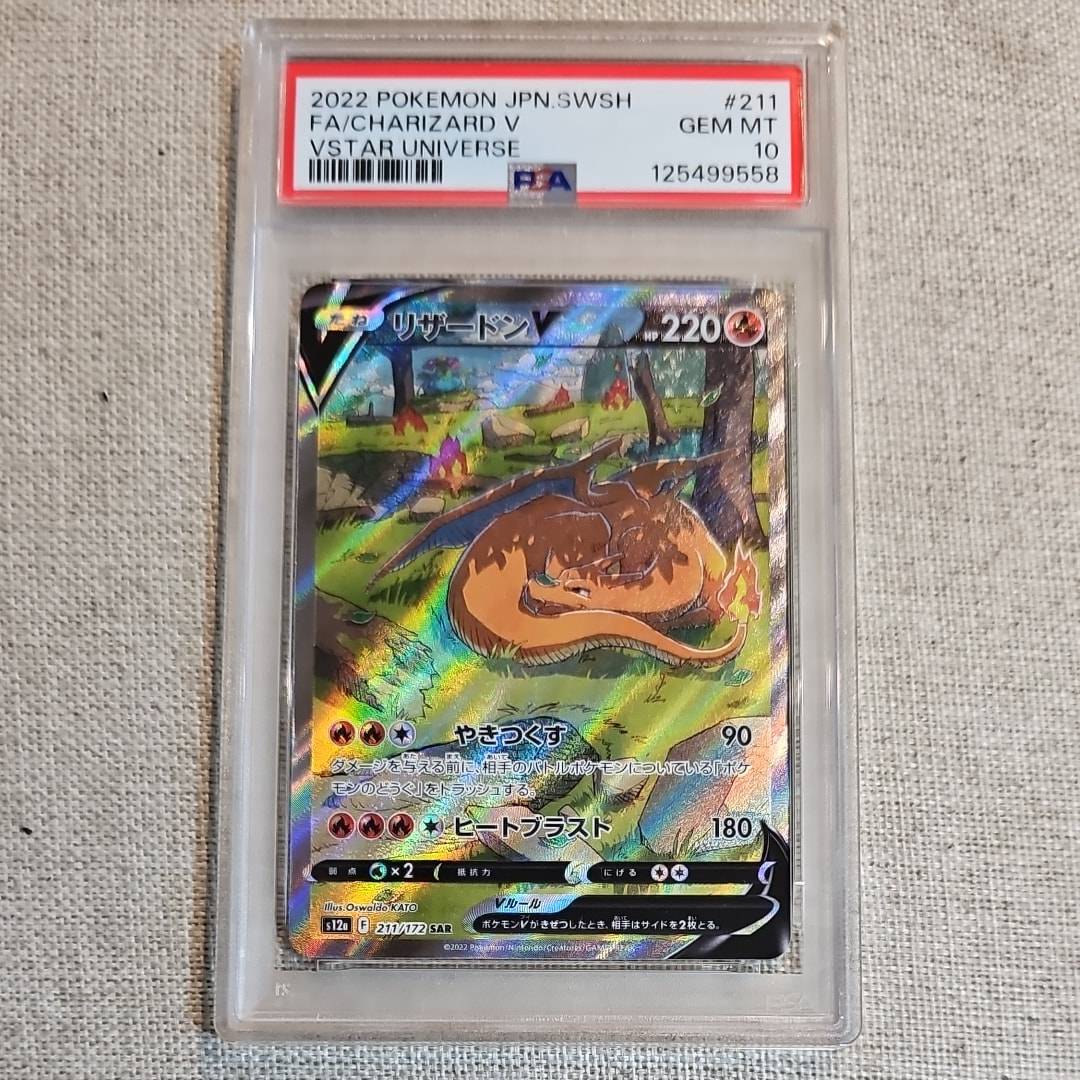 2022 POKEMON JPN.SWSH #211
FA/CHARIZARD V GEM MT
VSTAR UNIVERSE 10
PSA 125499558
たね リザードンV HP220
やきつくす 90
ダメージを与える前に、相手のバトルポケモンについている「ポケ
モンのどうぐ」をトラッシュする。
ヒートブラスト 180
弱点 ×2 抵抗力 にげる
Illus. Oswaldo KATO
Vルール
ポケモンVがきぜつしたとき、相手はサイドを2枚とる。
s12a F 211/172 SAR
©2022 Pokémon/Nintendo/Creatures/GAME FREAK